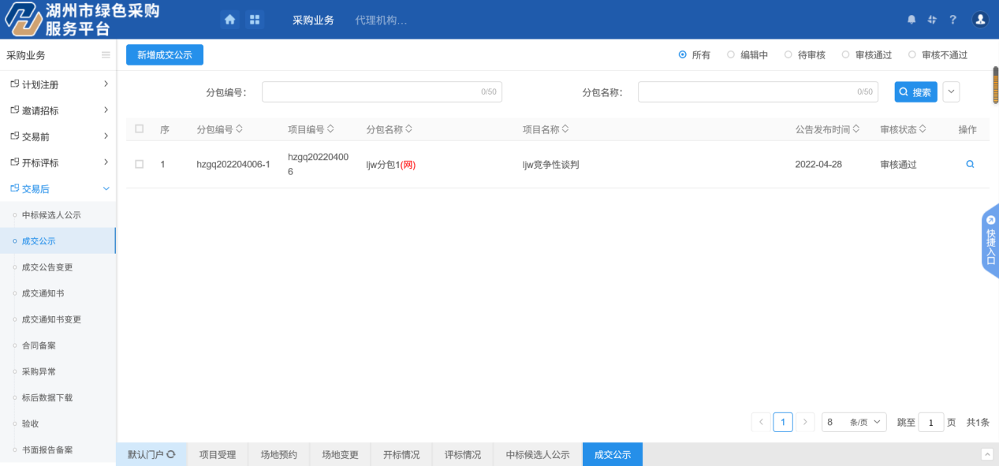 湖州市绿色采购
服务平台
采购业务 代理机构...
采购业务
计划注册
邀请招标
交易前
开标评标
交易后
中标候选人公示
成交公示
成交公告变更
成交通知书
成交通知书变更
合同备案
采购异常
标后数据下载
验收
书面报告备案
新增成交公示 所有 编辑中 待审核 审核通过 审核不通过
分包编号： 0/50 分包名称： 0/50 搜索
序 分包编号 项目编号 分包名称 项目名称 公告发布时间 审核状态 操作
1 hzgq202204006-1 hzgq20220400
6 ljw分包1(网) ljw竞争性谈判 2022-04-28 审核通过
快捷入口
1 8 条/页 跳至 1 页 共1条
默认门户 项目受理 场地预约 场地变更 开标情况 评标情况 中标候选人公示 成交公示